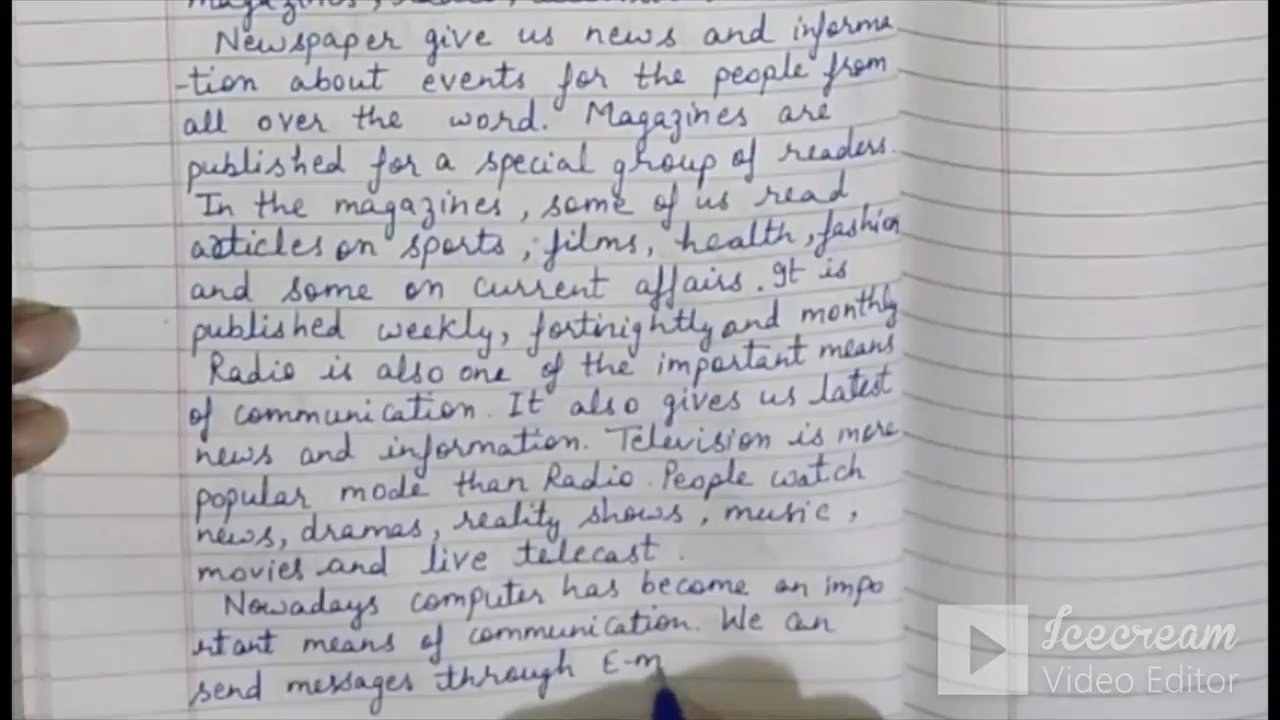 magazines,
Newspaper give us news and informa
-tion about events for the people from
all over the word. Magazines are
published for a special group of readers.
In the magazines, some of us read
articles on sports, films, health, fashion
and some on current affairs. It is
published weekly, fortinightly and monthly
Radio is also one of the important means
of communication. It also gives us latest
news and information. Television is more
popular mode than Radio. People watch
news, dramas, reality shows, music,
movies and live telecast.
Nowadays computer has become an impo
rtant means of communication. We can
send messages through E-m
Icecream
Video Editor